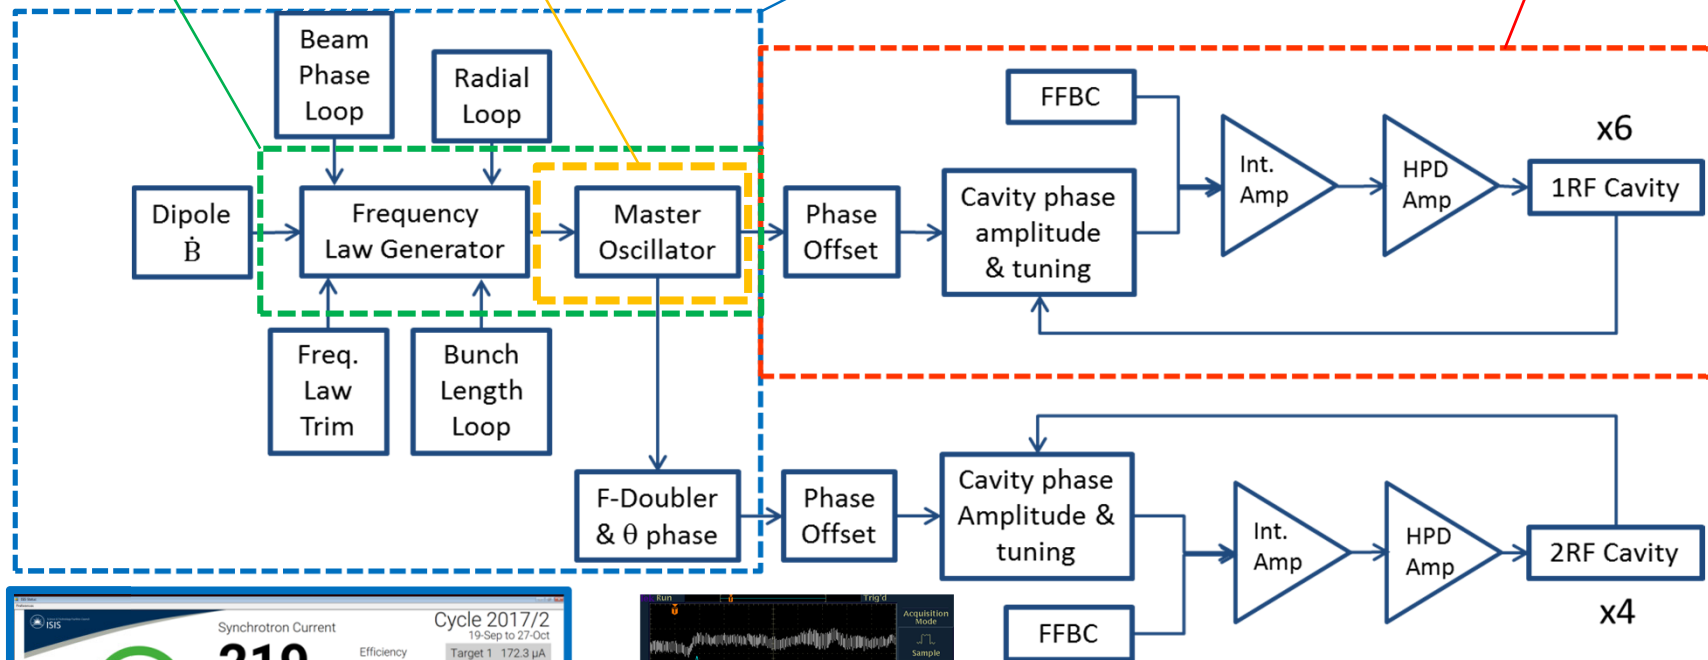 Beam
Phase
Loop
Radial
Loop
Dipole
Ḃ
Frequency
Law Generator
Master
Oscillator
Freq.
Law
Trim
Bunch
Length
Loop
F-Doubler
& θ phase
Phase
Offset
FFBC
Cavity phase
amplitude
& tuning
Int.
Amp
HPD
Amp
x6
1RF Cavity
Phase
Offset
Cavity phase
Amplitude &
tuning
FFBC
Int.
Amp
HPD
Amp
2RF Cavity
x4
ISIS
Synchrotron Current
219
Efficiency
Cycle 2017/2
19-Sep to 27-Oct
Target 1 172.3 µA
Run
Trig'd
Acquisition
Mode
Sample